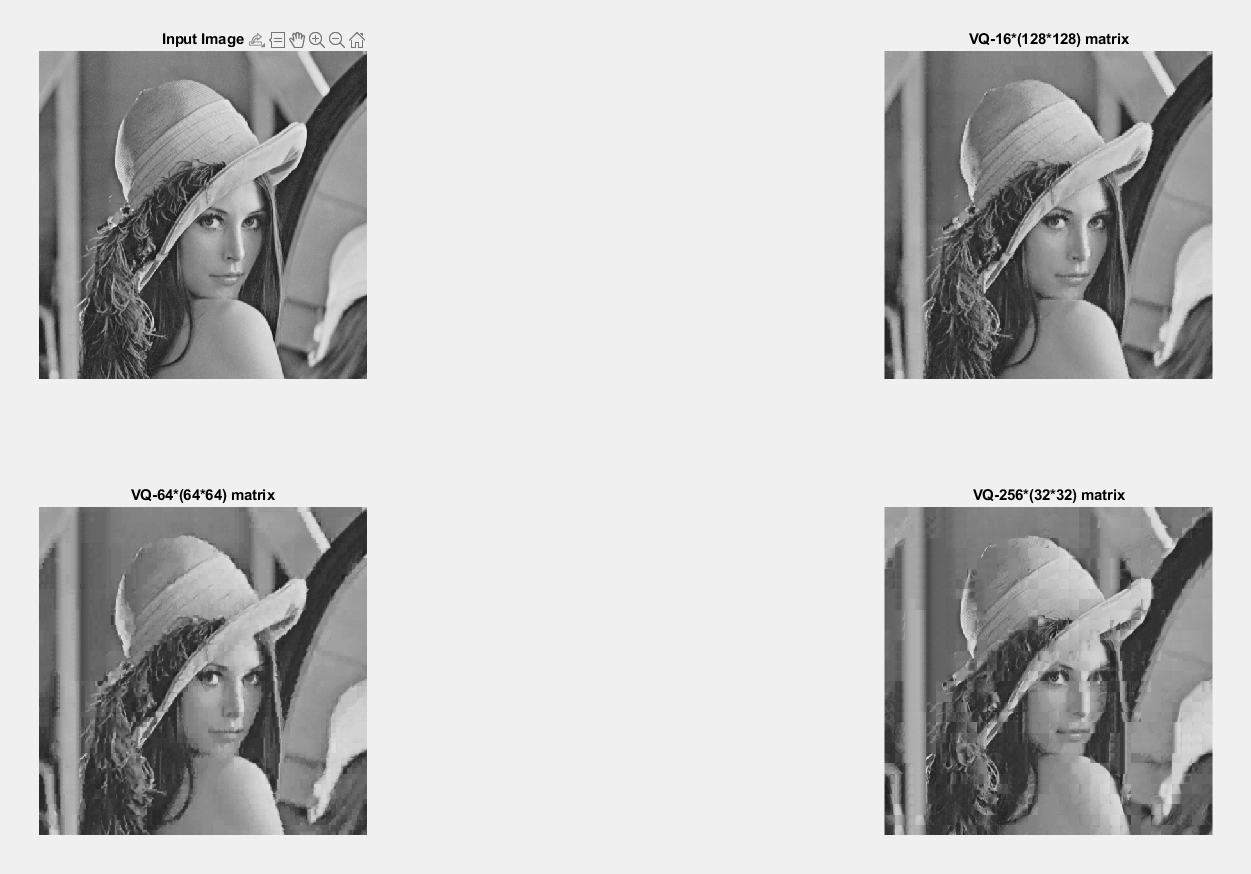 Input Image
VQ-16*(128*128) matrix
VQ-64*(64*64) matrix
VQ-256*(32*32) matrix